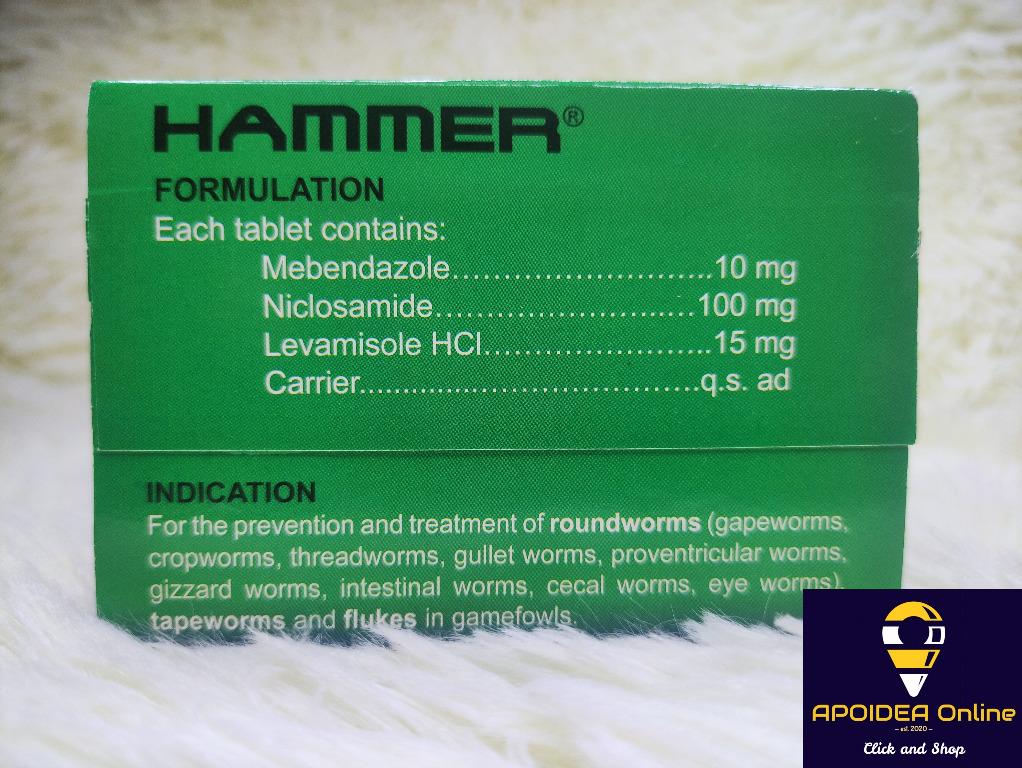 HAMMER®
FORMULATION
Each tablet contains:
Mebendazole..............................10 mg
Niclosamide..............................100 mg
Levamisole HCl..........................15 mg
Carrier.......................................q.s. ad
INDICATION
For the prevention and treatment of roundworms (gapeworms,
cropworms, threadworms, gullet worms, proventricular worms,
gizzard worms, intestinal worms, cecal worms, eye worms),
tapeworms and flukes in gamefowls.
APOIDEA Online
- est. 2020 -
Click and Shop